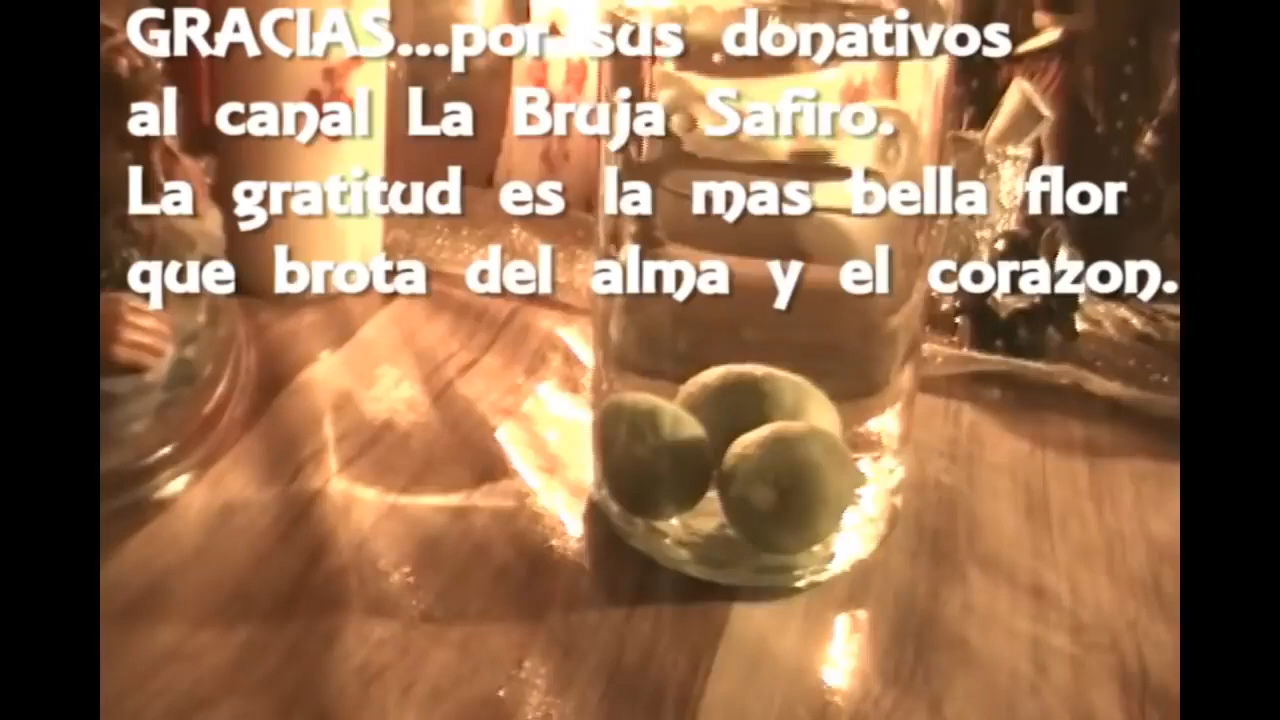 GRACIAS...por sus donativos
al canal La Bruja Safiro.
La gratitud es la mas bella flor
que brota del alma y el corazon.